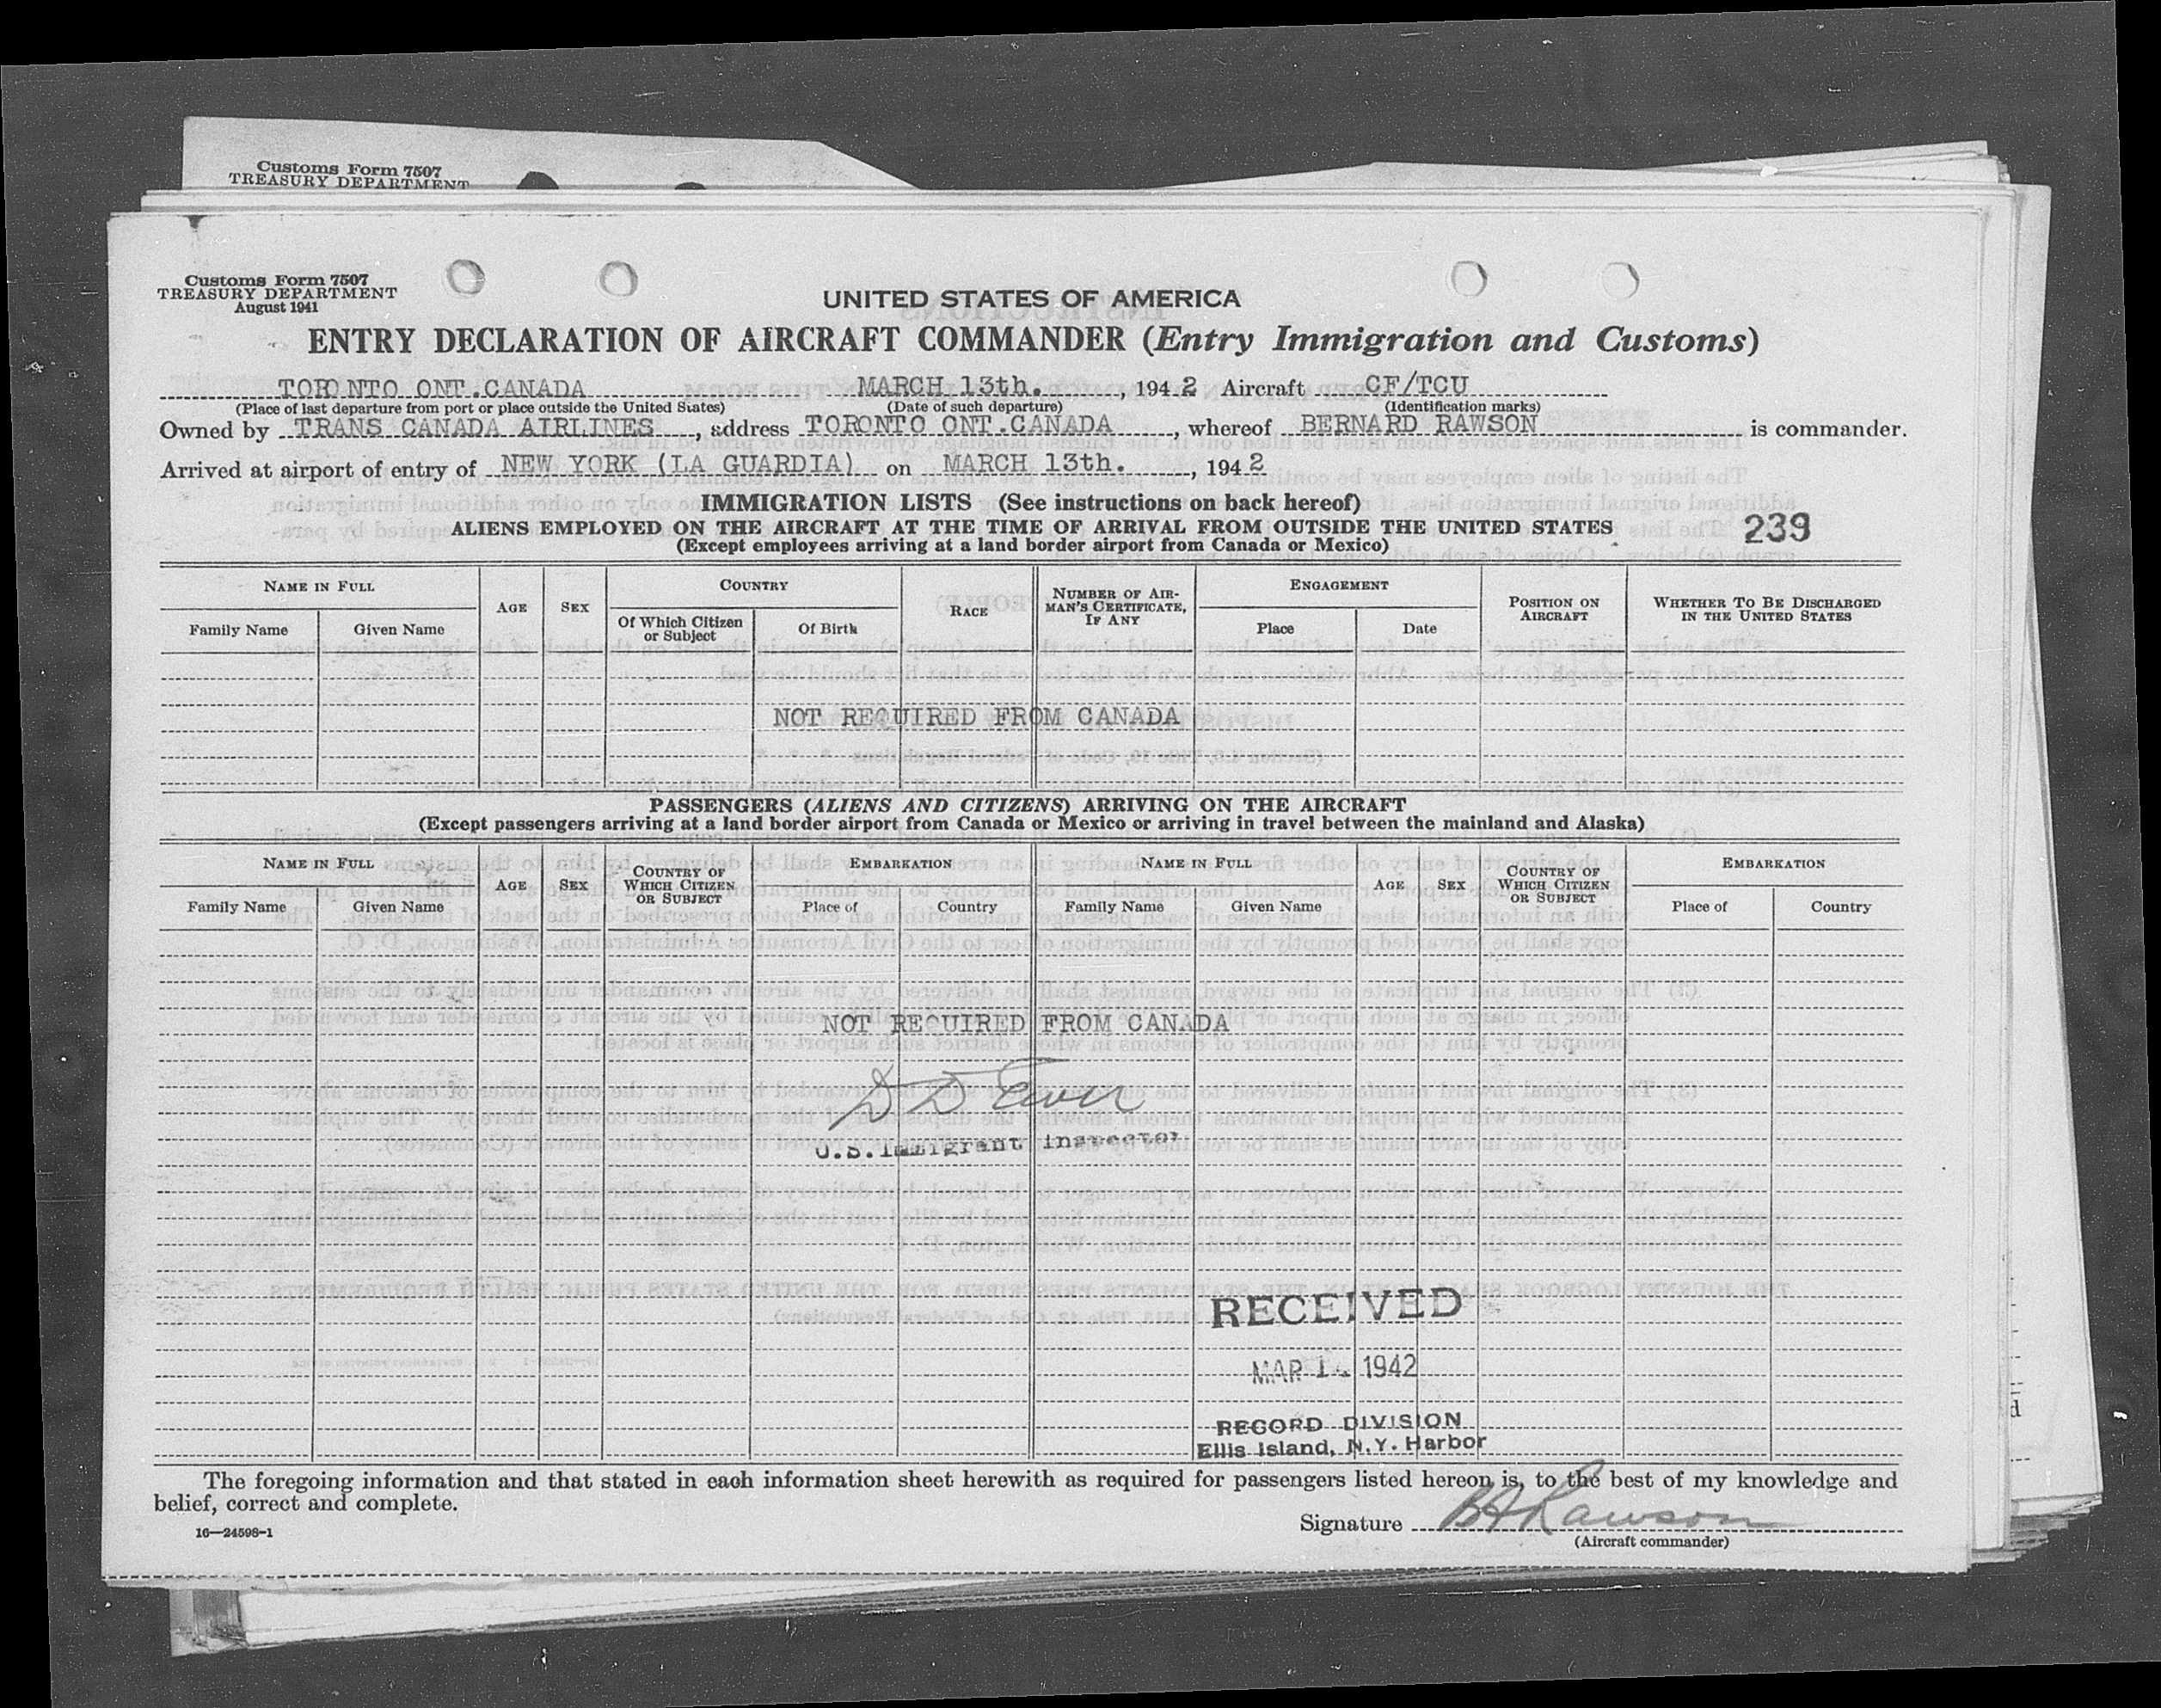 Customs Form 7507
TREASURY DEPARTMENT
Customs Form 7507
TREASURY DEPARTMENT
August 1941
UNITED STATES OF AMERICA
ENTRY DECLARATION OF AIRCRAFT COMMANDER (Entry Immigration and Customs)
TORONTO ONT.CANADA MARCH 13th. , 1942 Aircraft CF/TCU
(Place of last departure from port or place outside the United States) (Date of such departure) (Identification marks)
Owned by TRANS CANADA AIRLINES , address TORONTO ONT.CANADA , whereof BERNARD RAWSON is commander.
Arrived at airport of entry of NEW YORK (LA GUARDIA) on MARCH 13th. , 1942
IMMIGRATION LISTS (See instructions on back hereof)
ALIENS EMPLOYED ON THE AIRCRAFT AT THE TIME OF ARRIVAL FROM OUTSIDE THE UNITED STATES 239
(Except employees arriving at a land border airport from Canada or Mexico)
NAME IN FULL AGE SEX COUNTRY RACE NUMBER OF AIRMAN'S CERTIFICATE, IF ANY ENGAGEMENT POSITION ON AIRCRAFT WHETHER TO BE DISCHARGED IN THE UNITED STATES
Family Name Given Name Of Which Citizen or Subject Of Birth Place Date
NOT REQUIRED FROM CANADA
PASSENGERS (ALIENS AND CITIZENS) ARRIVING ON THE AIRCRAFT
(Except passengers arriving at a land border airport from Canada or Mexico or arriving in travel between the mainland and Alaska)
NAME IN FULL AGE SEX COUNTRY OF WHICH CITIZEN OR SUBJECT EMBARKATION NAME IN FULL AGE SEX COUNTRY OF WHICH CITIZEN OR SUBJECT EMBARKATION
Family Name Given Name Place of Country Family Name Given Name Place of Country
NOT REQUIRED FROM CANADA
U.S. Immigrant Inspector
RECEIVED
MAR 1 1942
RECORD DIVISION
Ellis Island, N.Y. Harbor
The foregoing information and that stated in each information sheet herewith as required for passengers listed hereon is, to the best of my knowledge and
belief, correct and complete.
16—24598-1
Signature BARawson
(Aircraft commander)